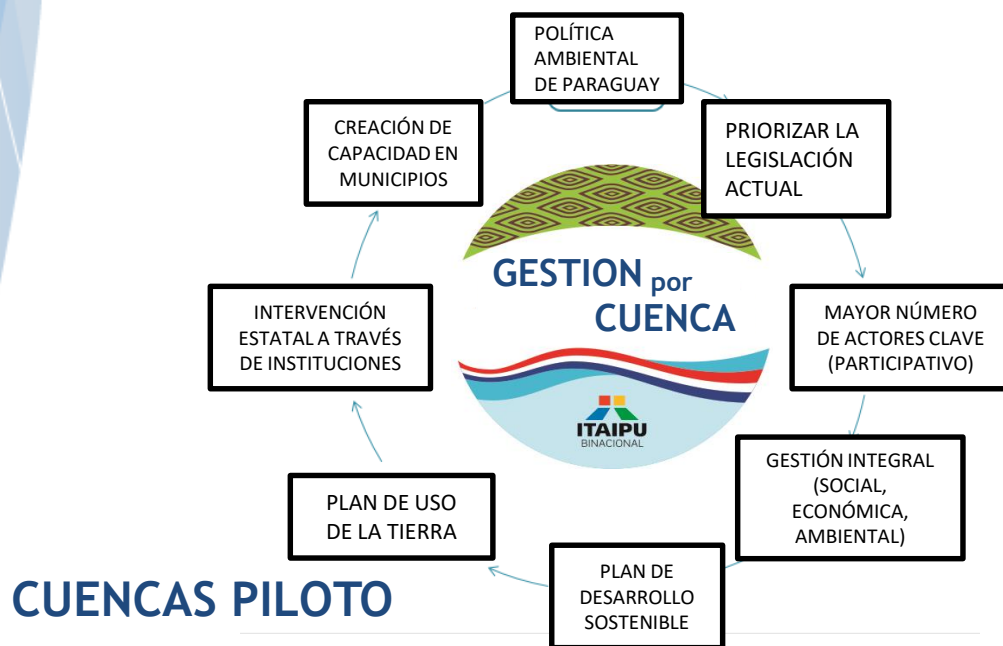 POLÍTICA
AMBIENTAL
DE PARAGUAY
PRIORIZAR LA
LEGISLACIÓN
ACTUAL
MAYOR NÚMERO
DE ACTORES CLAVE
(PARTICIPATIVO)
GESTIÓN INTEGRAL
(SOCIAL,
ECONÓMICA,
AMBIENTAL)
PLAN DE
DESARROLLO
SOSTENIBLE
PLAN DE USO
DE LA TIERRA
INTERVENCIÓN
ESTATAL A TRAVÉS
DE INSTITUCIONES
CREACIÓN DE
CAPACIDAD EN
MUNICIPIOS
GESTION por
CUENCA
ITAIPU
BINACIONAL
CUENCAS PILOTO